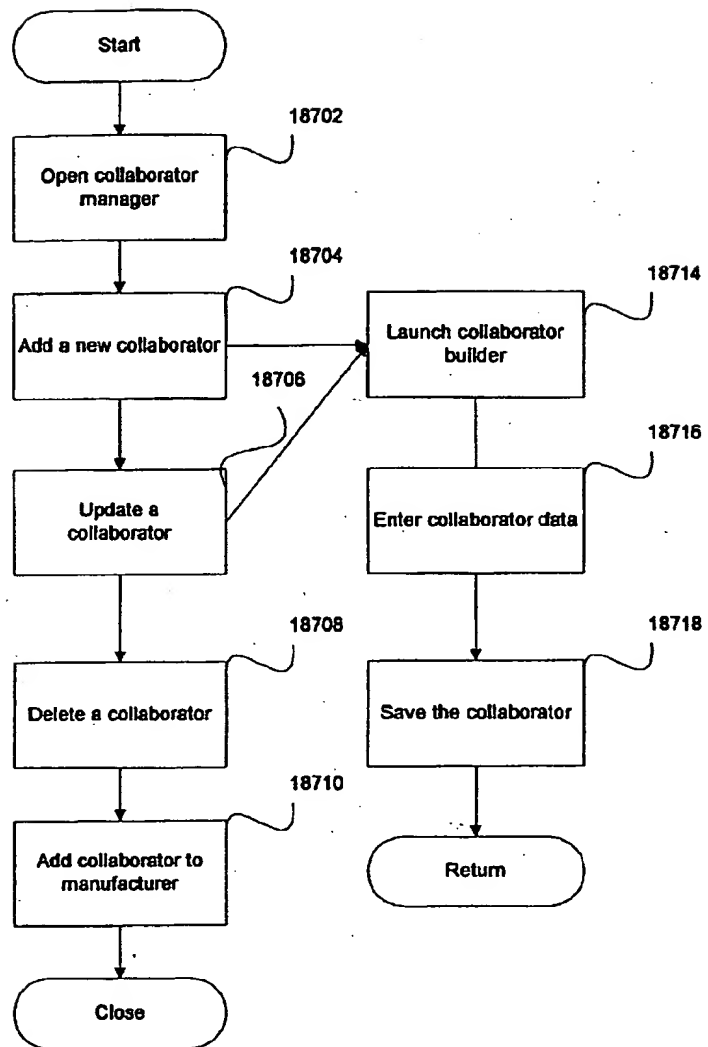 Start
18702
Open collaborator
manager
18704
Add a new collaborator
18706
Update a
collaborator
18708
Delete a collaborator
18710
Add collaborator to
manufacturer
Close
18714
Launch collaborator
builder
18716
Enter collaborator data
18718
Save the collaborator
Return